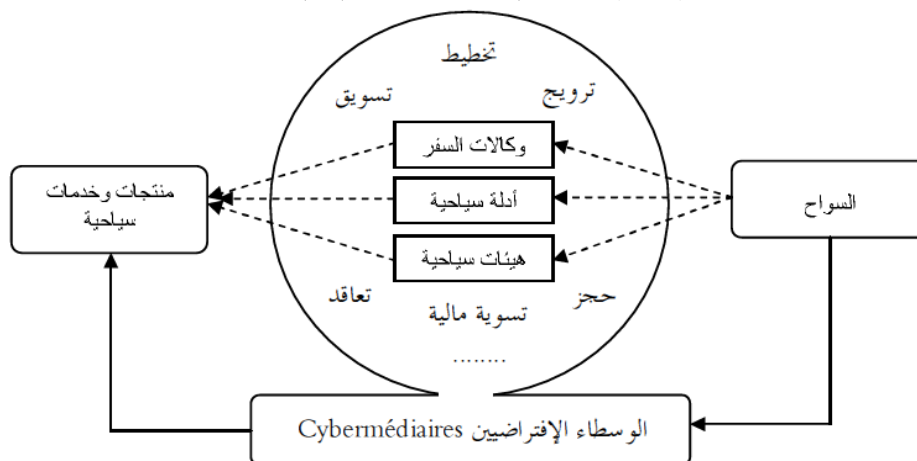 تخطيط
ترويج
تسويق
وكالات السفر
أدلة سياحية
هيئات سياحية
السواح
منتجات وخدمات
سياحية
حجز
تعاقد
تسوية مالية
........
الوسطاء الإفتراضيين Cybermédiaires